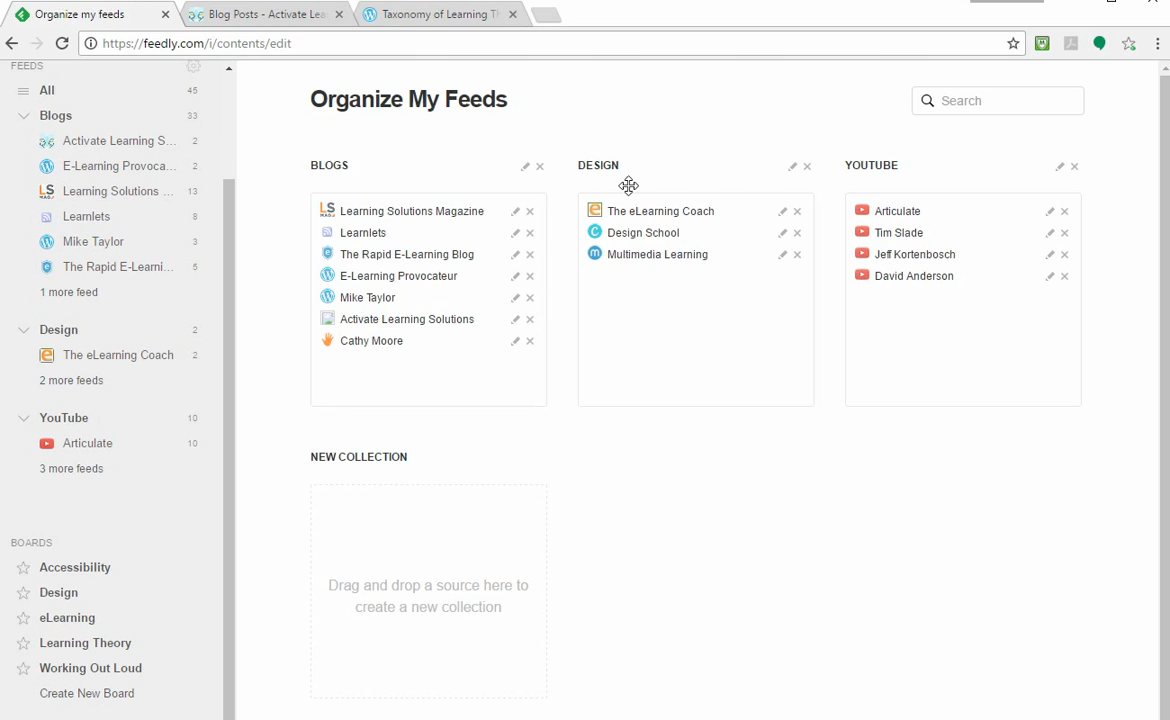 Organize my feeds
Blog Posts - Activate Lea
Taxonomy of Learning Th
https://feedly.com/i/contents/edit
FEEDS
All 45
Blogs 33
Activate Learning S... 2
E-Learning Provoca... 2
Learning Solutions ... 13
Learnlets 8
Mike Taylor 2
The Rapid E-Learni... 5
1 more feed
Design 2
The eLearning Coach 2
2 more feeds
YouTube 10
Articulate 10
3 more feeds
BOARDS
Accessibility
Design
eLearning
Learning Theory
Working Out Loud
Create New Board
Organize My Feeds
Search
BLOGS
Learning Solutions Magazine
Learnlets
The Rapid E-Learning Blog
E-Learning Provocateur
Mike Taylor
Activate Learning Solutions
Cathy Moore
DESIGN
The eLearning Coach
Design School
Multimedia Learning
YOUTUBE
Articulate
Tim Slade
Jeff Kortenbosch
David Anderson
NEW COLLECTION
Drag and drop a source here to
create a new collection